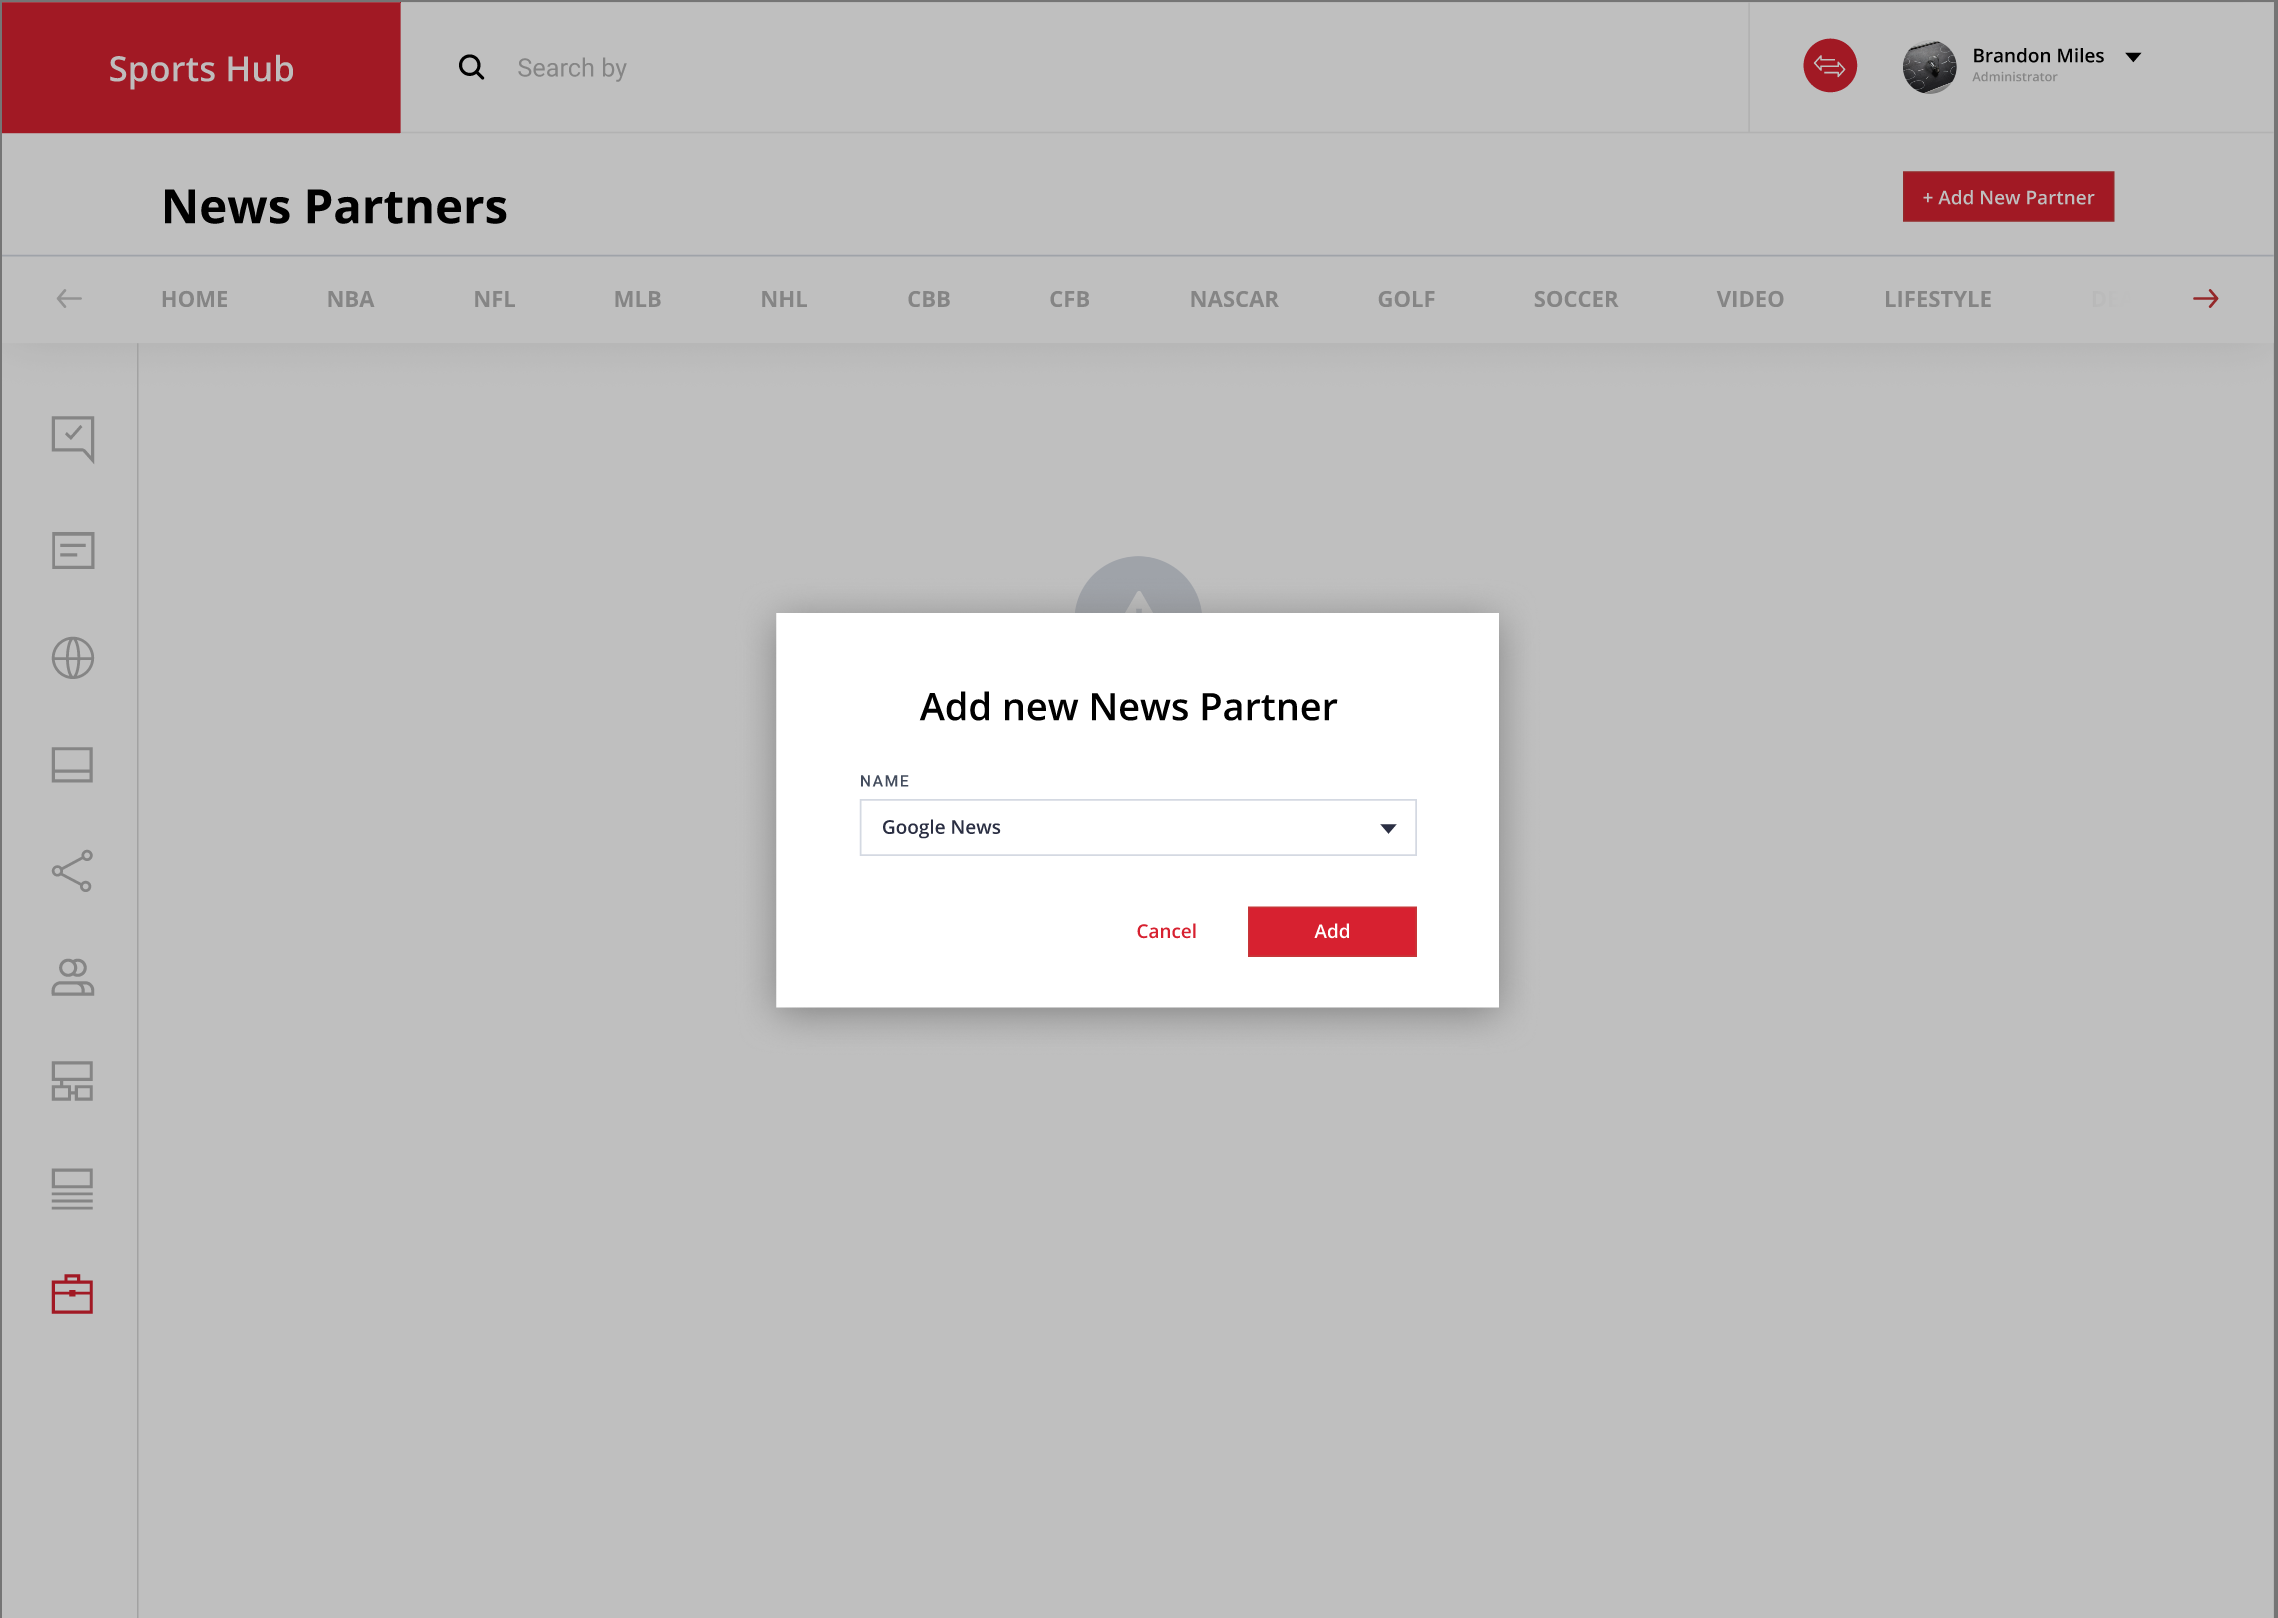 Sports Hub
Search by
Brandon Miles
Administrator
News Partners
+ Add New Partner
HOME NBA NFL MLB NHL CBB CFB NASCAR GOLF SOCCER VIDEO LIFESTYLE
Add new News Partner
NAME
Google News
Cancel Add